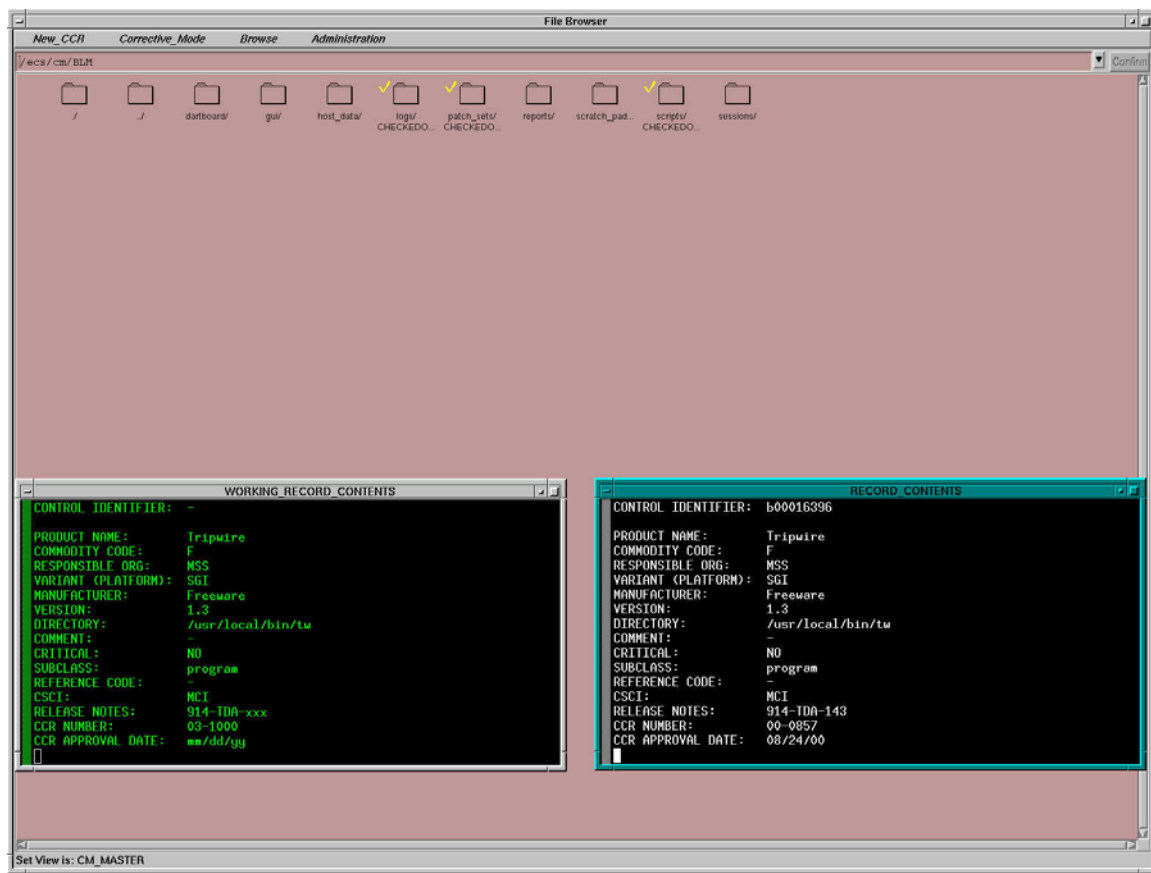 File Browser
New_CCR Corrective_Mode Browse Administration
/ecs/cm/BLM Confirm
./ ../ dartboard/ gui/ host_data/ logs/ patch_sets/ reports/ scratch_pad... scripts/ sessions/
CHECKEDO... CHECKEDO... CHECKEDO...
WORKING_RECORD_CONTENTS
CONTROL IDENTIFIER: -
PRODUCT NAME: Tripwire
COMMODITY CODE: F
RESPONSIBLE ORG: MSS
VARIANT (PLATFORM): SGI
MANUFACTURER: Freeware
VERSION: 1.3
DIRECTORY: /usr/local/bin/tw
COMMENT: -
CRITICAL: NO
SUBCLASS: program
REFERENCE CODE: -
CSCI: MCI
RELEASE NOTES: 914-TDA-xxx
CCR NUMBER: 03-1000
CCR APPROVAL DATE: mm/dd/yy
RECORD_CONTENTS
CONTROL IDENTIFIER: b00016396
PRODUCT NAME: Tripwire
COMMODITY CODE: F
RESPONSIBLE ORG: MSS
VARIANT (PLATFORM): SGI
MANUFACTURER: Freeware
VERSION: 1.3
DIRECTORY: /usr/local/bin/tw
COMMENT: -
CRITICAL: NO
SUBCLASS: program
REFERENCE CODE: -
CSCI: MCI
RELEASE NOTES: 914-TDA-143
CCR NUMBER: 00-0857
CCR APPROVAL DATE: 08/24/00
Set View is: CM_MASTER